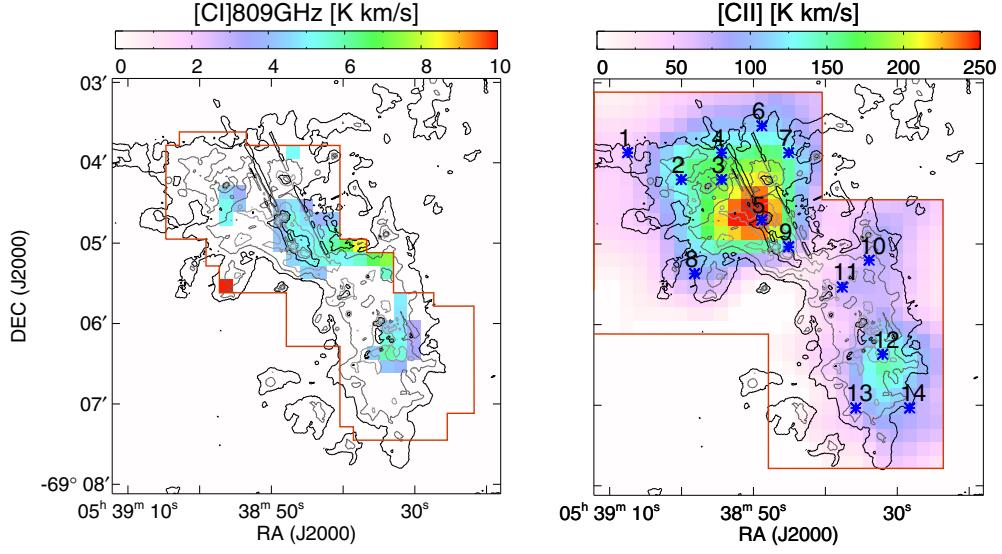 [CI]809GHz [K km/s]
0 2 4 6 8 10
03′
04′
05′
06′
07′
-69° 08′
DEC (J2000)
05ʰ 39ᵐ 10ˢ 38ᵐ 50ˢ 30ˢ
RA (J2000)
[CII] [K km/s]
0 50 100 150 200 250
6
1 4 7
2 3
5
9
8 10
11
12
13 14
05ʰ 39ᵐ 10ˢ 38ᵐ 50ˢ 30ˢ
RA (J2000)